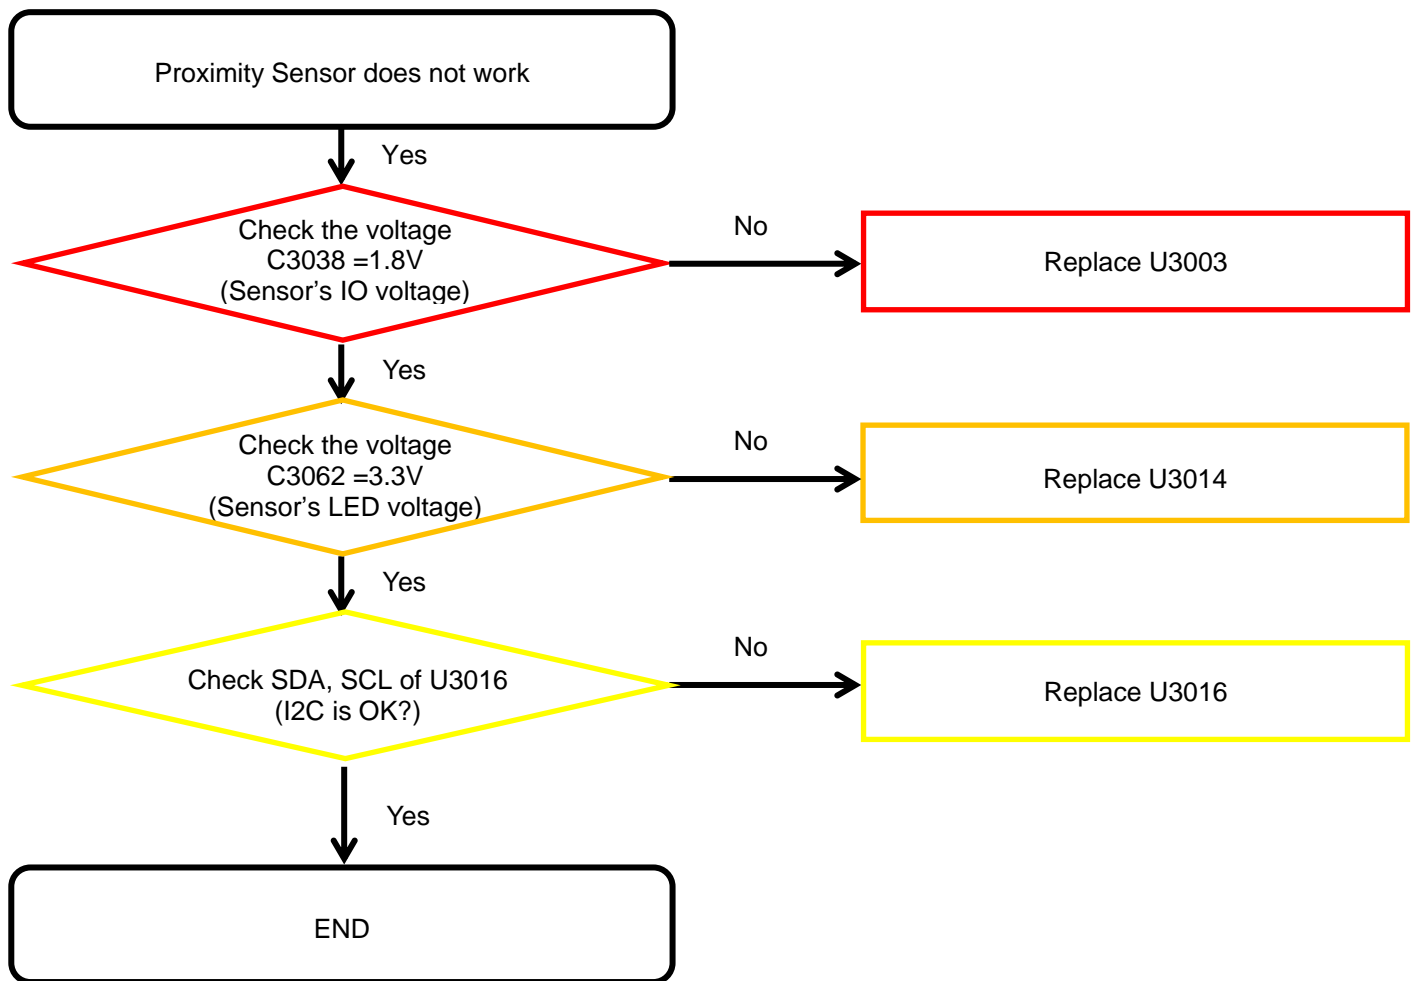 Proximity Sensor does not work
Yes
Check the voltage
C3038 =1.8V
(Sensor’s IO voltage)
No
Replace U3003
Yes
Check the voltage
C3062 =3.3V
(Sensor’s LED voltage)
No
Replace U3014
Yes
Check SDA, SCL of U3016
(I2C is OK?)
No
Replace U3016
Yes
END